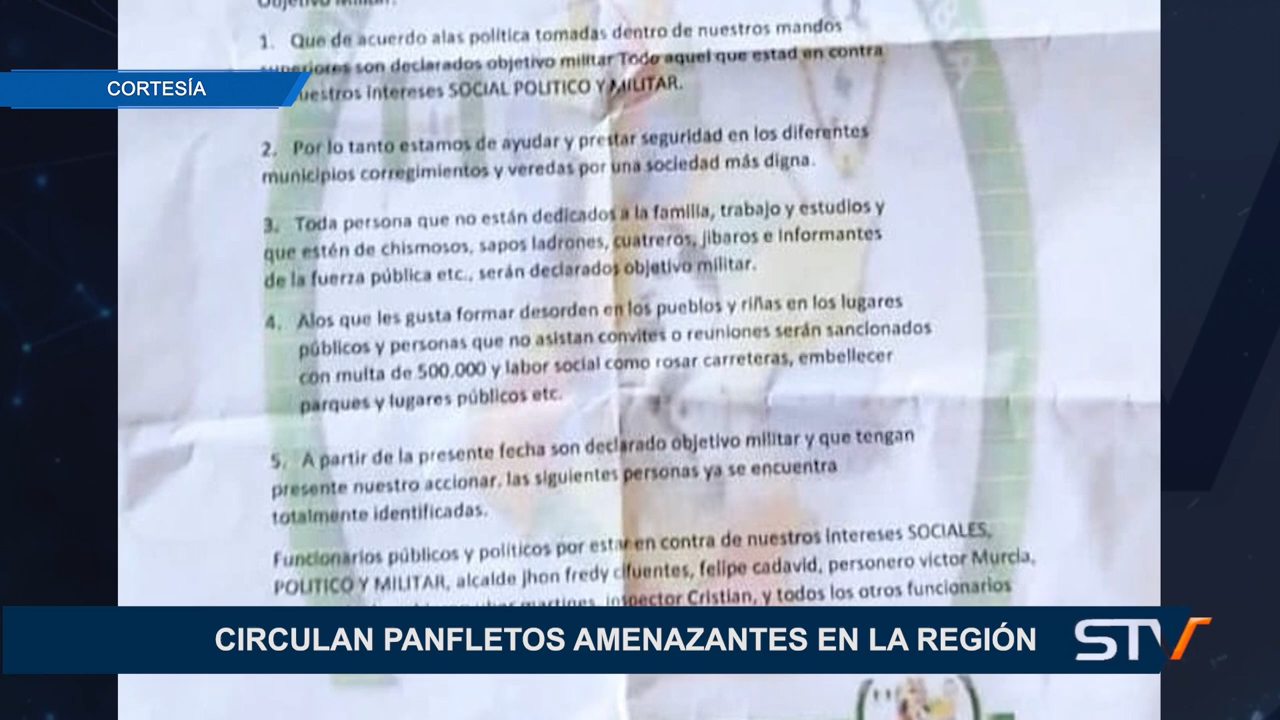 Objetivo Militar:
1. Que de acuerdo alas política tomadas dentro de nuestros mandos
superiores son declarados objetivo militar Todo aquel que estad en contra
CORTESÍA
uestros intereses SOCIAL POLITICO Y MILITAR.
2. Por lo tanto estamos de ayudar y prestar seguridad en los diferentes
municipios corregimientos y veredas por una sociedad más digna.
3. Toda persona que no están dedicados a la familia, trabajo y estudios y
que estén de chismosos, sapos ladrones, cuatreros, jibaros e informantes
de la fuerza pública etc., serán declarados objetivo militar.
4. Alos que les gusta formar desorden en los pueblos y riñas en los lugares
públicos y personas que no asistan convites o reuniones serán sancionados
con multa de 500.000 y labor social como rosar carreteras, embellecer
parques y lugares públicos etc.
5. A partir de la presente fecha son declarado objetivo militar y que tengan
presente nuestro accionar, las siguientes personas ya se encuentra
totalmente identificadas.
Funcionarios públicos y políticos por estar en contra de nuestros intereses SOCIALES,
POLITICO Y MILITAR, alcalde jhon fredy cifuentes, felipe cadavid, personero victor Murcia,
martines, inspector Cristian, y todos los otros funcionarios
CIRCULAN PANFLETOS AMENAZANTES EN LA REGIÓN
STV